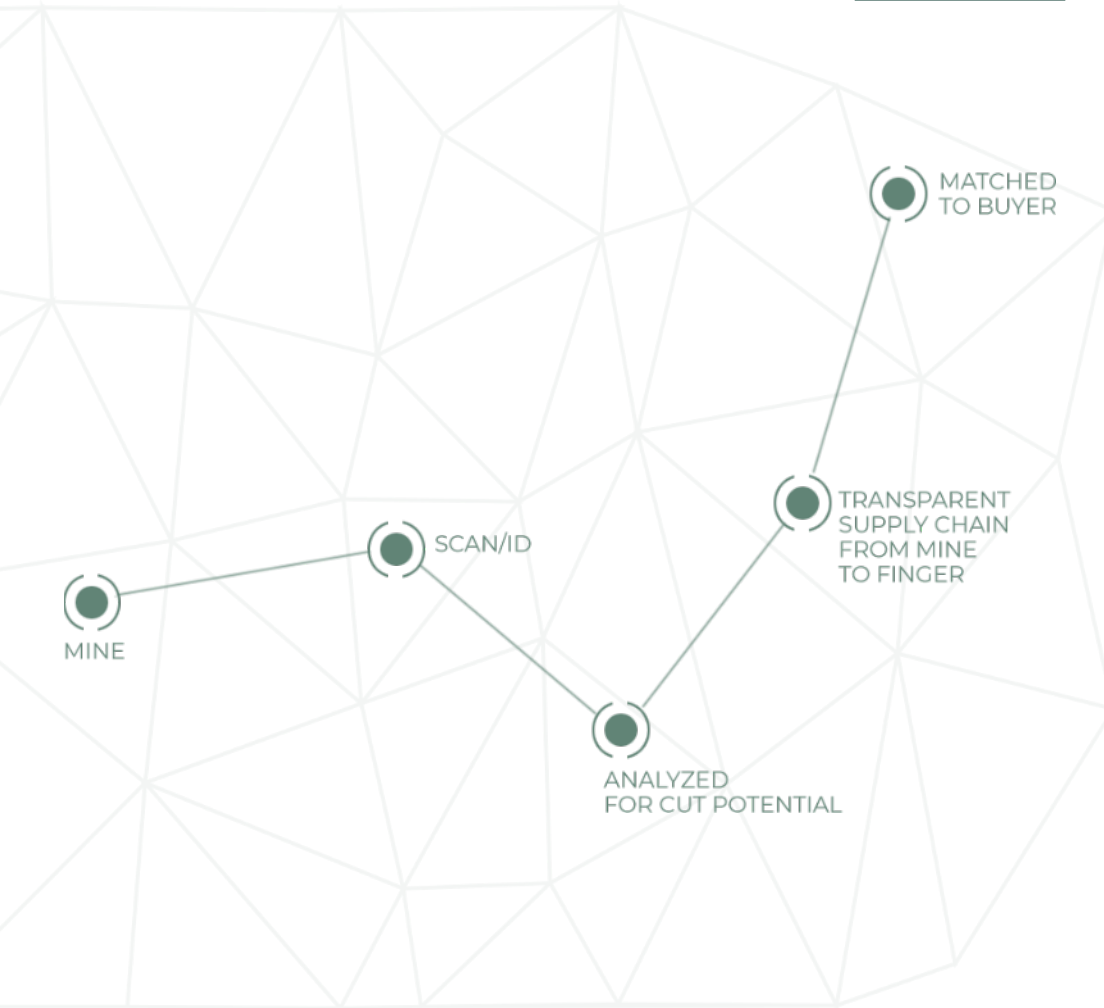 MATCHED
TO BUYER
TRANSPARENT
SUPPLY CHAIN
FROM MINE
TO FINGER
SCAN/ID
MINE
ANALYZED
FOR CUT POTENTIAL